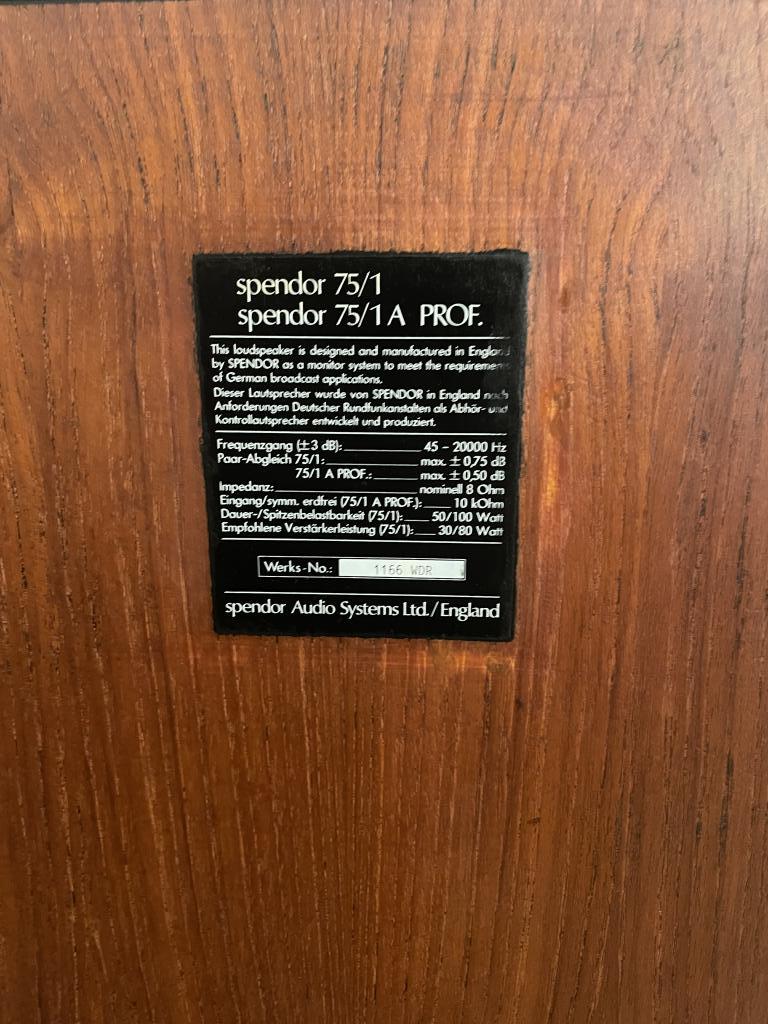 spendor 75/1
spendor 75/1 A PROF.
This loudspeaker is designed and manufactured in England
by SPENDOR as a monitor system to meet the requirements
of German broadcast applications.
Dieser Lautsprecher wurde von SPENDOR in England nach
Anforderungen Deutscher Rundfunkanstalten als Abhör- und
Kontrollautsprecher entwickelt und produziert.
Frequenzgang (±3 dB): 45 – 20000 Hz
Paar-Abgleich 75/1: max. ± 0,75 dB
75/1 A PROF.: max. ± 0,50 dB
Impedanz: nominell 8 Ohm
Eingang/symm. erdfrei (75/1 A PROF.): 10 kOhm
Dauer-/Spitzenbelastbarkeit (75/1): 50/100 Watt
Empfohlene Verstärkerleistung (75/1): 30/80 Watt
Werks-No.: 1166 WDR
spendor Audio Systems Ltd./England